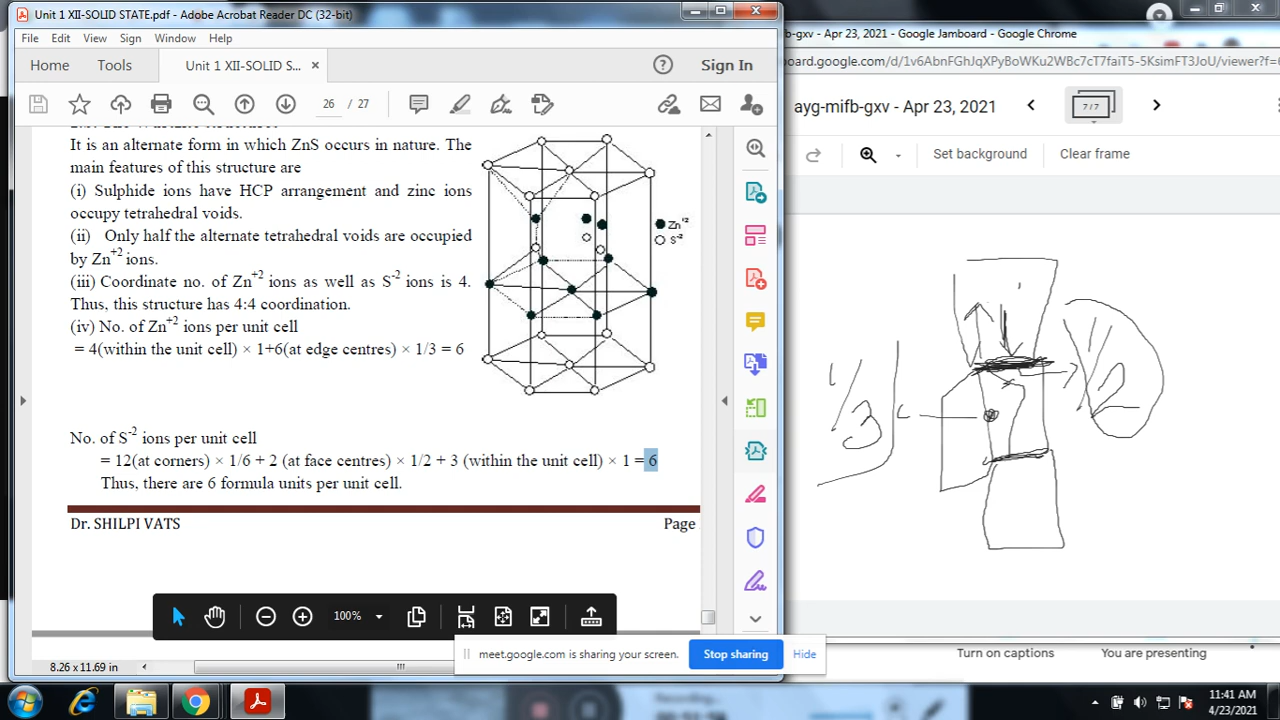 Unit 1 XII-SOLID STATE.pdf - Adobe Acrobat Reader DC (32-bit)
File Edit View Sign Window Help
Home Tools Unit 1 XII-SOLID S... × Sign In
26 / 27
It is an alternate form in which ZnS occurs in nature. The
main features of this structure are
(i) Sulphide ions have HCP arrangement and zinc ions
occupy tetrahedral voids.
(ii) Only half the alternate tetrahedral voids are occupied
by Zn+2 ions.
(iii) Coordinate no. of Zn+2 ions as well as S-2 ions is 4.
Thus, this structure has 4:4 coordination.
(iv) No. of Zn+2 ions per unit cell
= 4(within the unit cell) × 1+6(at edge centres) × 1/3 = 6
Zn+2
S-2
No. of S-2 ions per unit cell
= 12(at corners) × 1/6 + 2 (at face centres) × 1/2 + 3 (within the unit cell) × 1 = 6
Thus, there are 6 formula units per unit cell.
Dr. SHILPI VATS Page
100%
meet.google.com is sharing your screen. Stop sharing Hide
8.26 x 11.69 in
fb-gxv - Apr 23, 2021 - Google Jamboard - Google Chrome
board.google.com/d/1v6AbnFGhJqXPyBoWKu2WBc7cT7faiT5-5KsimFT3JoU/viewer?f=6
ayg-mifb-gxv - Apr 23, 2021
7 / 7
Set background Clear frame
1/3
1/2
Turn on captions You are presenting
11:41 AM
4/23/2021